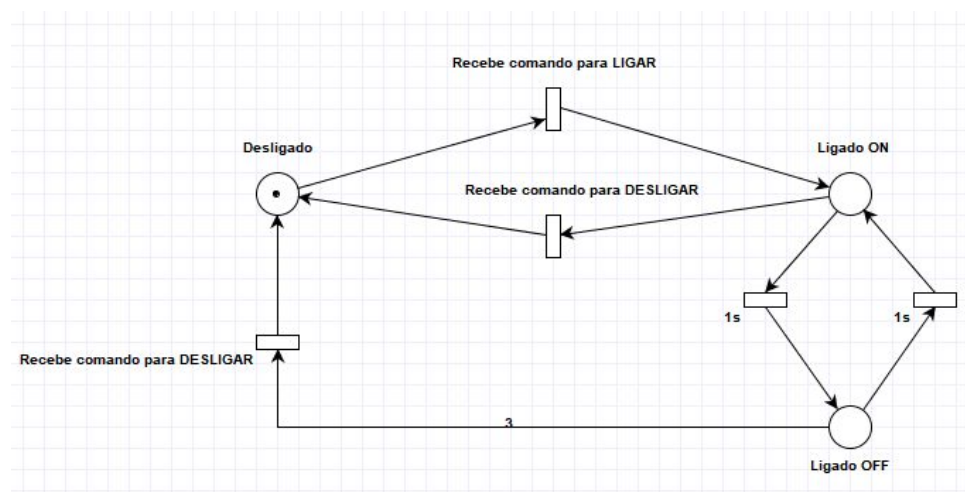 Recebe comando para LIGAR
Desligado
Ligado ON
Recebe comando para DESLIGAR
1s
1s
Recebe comando para DESLIGAR
3
Ligado OFF